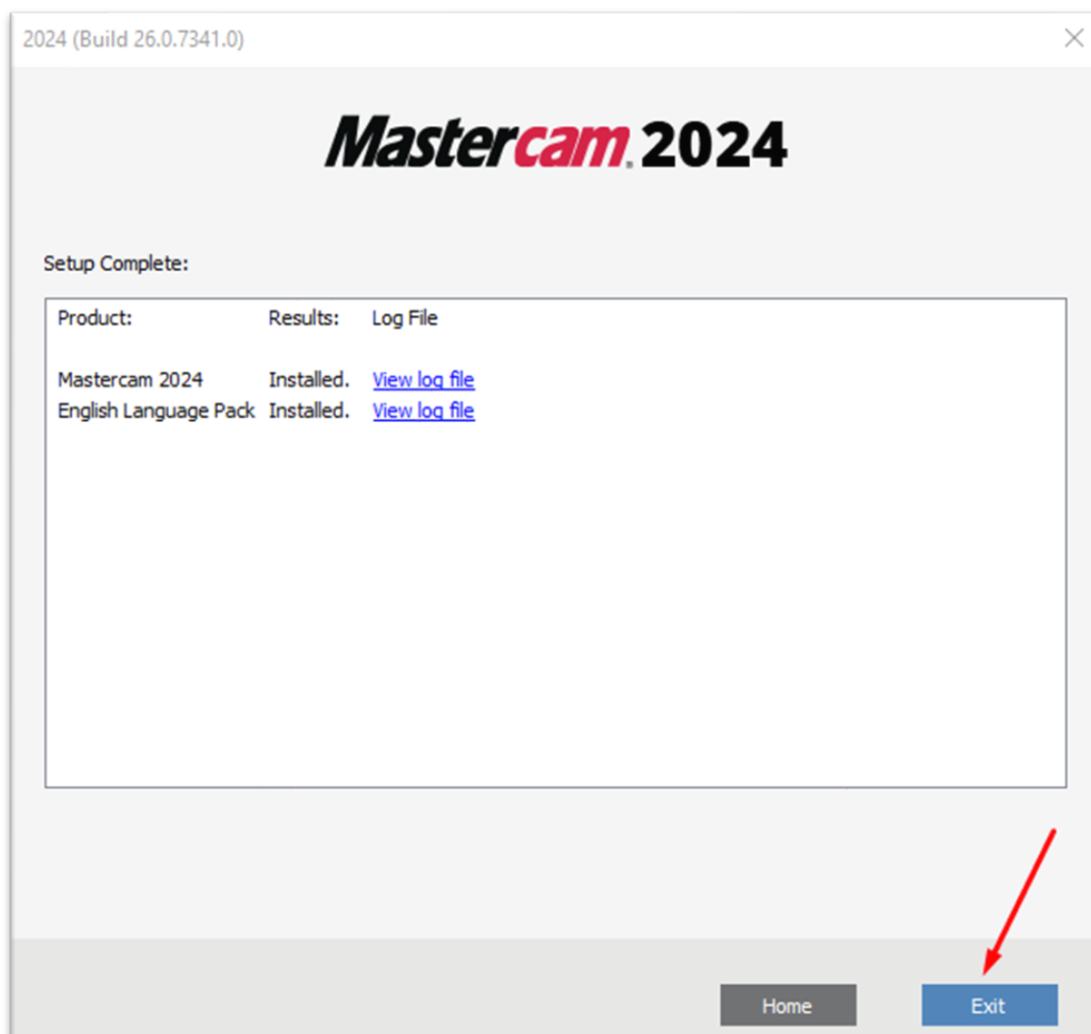 2024 (Build 26.0.7341.0)
Mastercam. 2024
Setup Complete:
Product: Results: Log File
Mastercam 2024 Installed. View log file
English Language Pack Installed. View log file
Home Exit